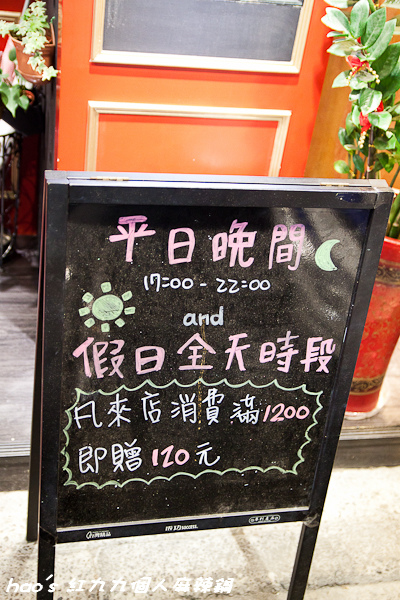 平日晚間
17:00 - 22:00
and
假日全天時段
凡來店消費滿1200
即贈120元
hao's 紅九九個人麻辣鍋